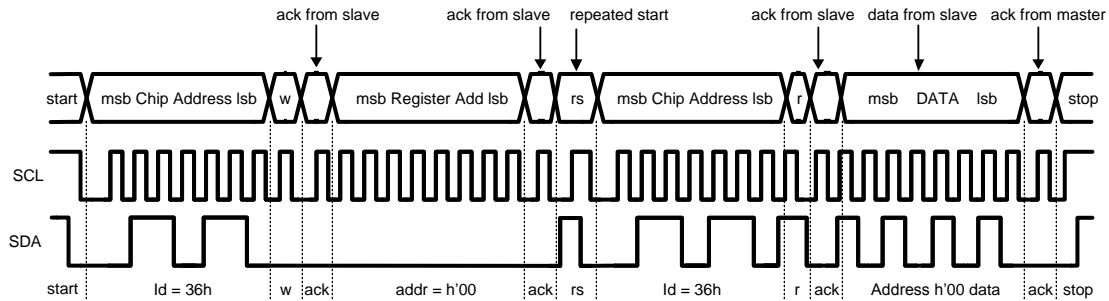 ack from slave ack from slave repeated start ack from slave data from slave ack from master
start msb Chip Address lsb w msb Register Add lsb rs msb Chip Address lsb r msb DATA lsb stop
SCL
SDA
start Id = 36h w ack addr = h'00 ack rs Id = 36h r ack Address h'00 data ack stop